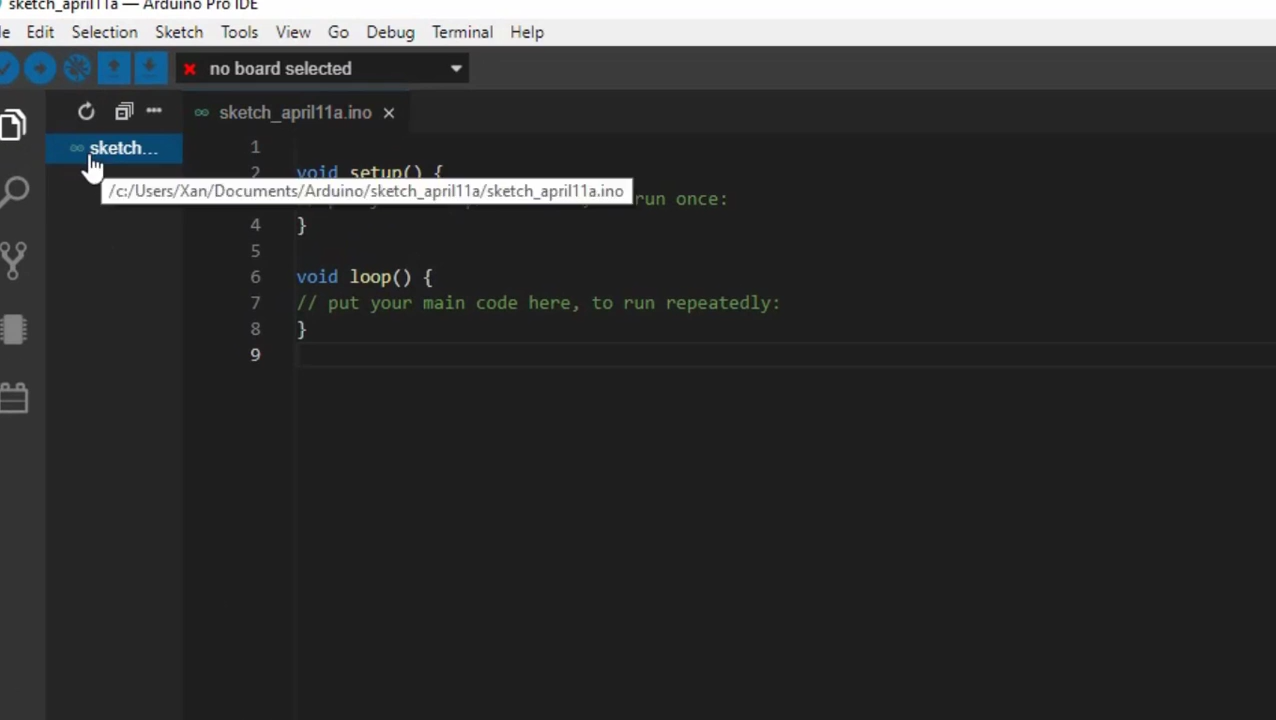 sketch_april11a — Arduino Pro IDE
Edit Selection Sketch Tools View Go Debug Terminal Help
no board selected
sketch_april11a.ino
sketch...
/c:/Users/Xan/Documents/Arduino/sketch_april11a/sketch_april11a.ino
1
2 void setup() {
run once:
4 }
5
6 void loop() {
7 // put your main code here, to run repeatedly:
8 }
9